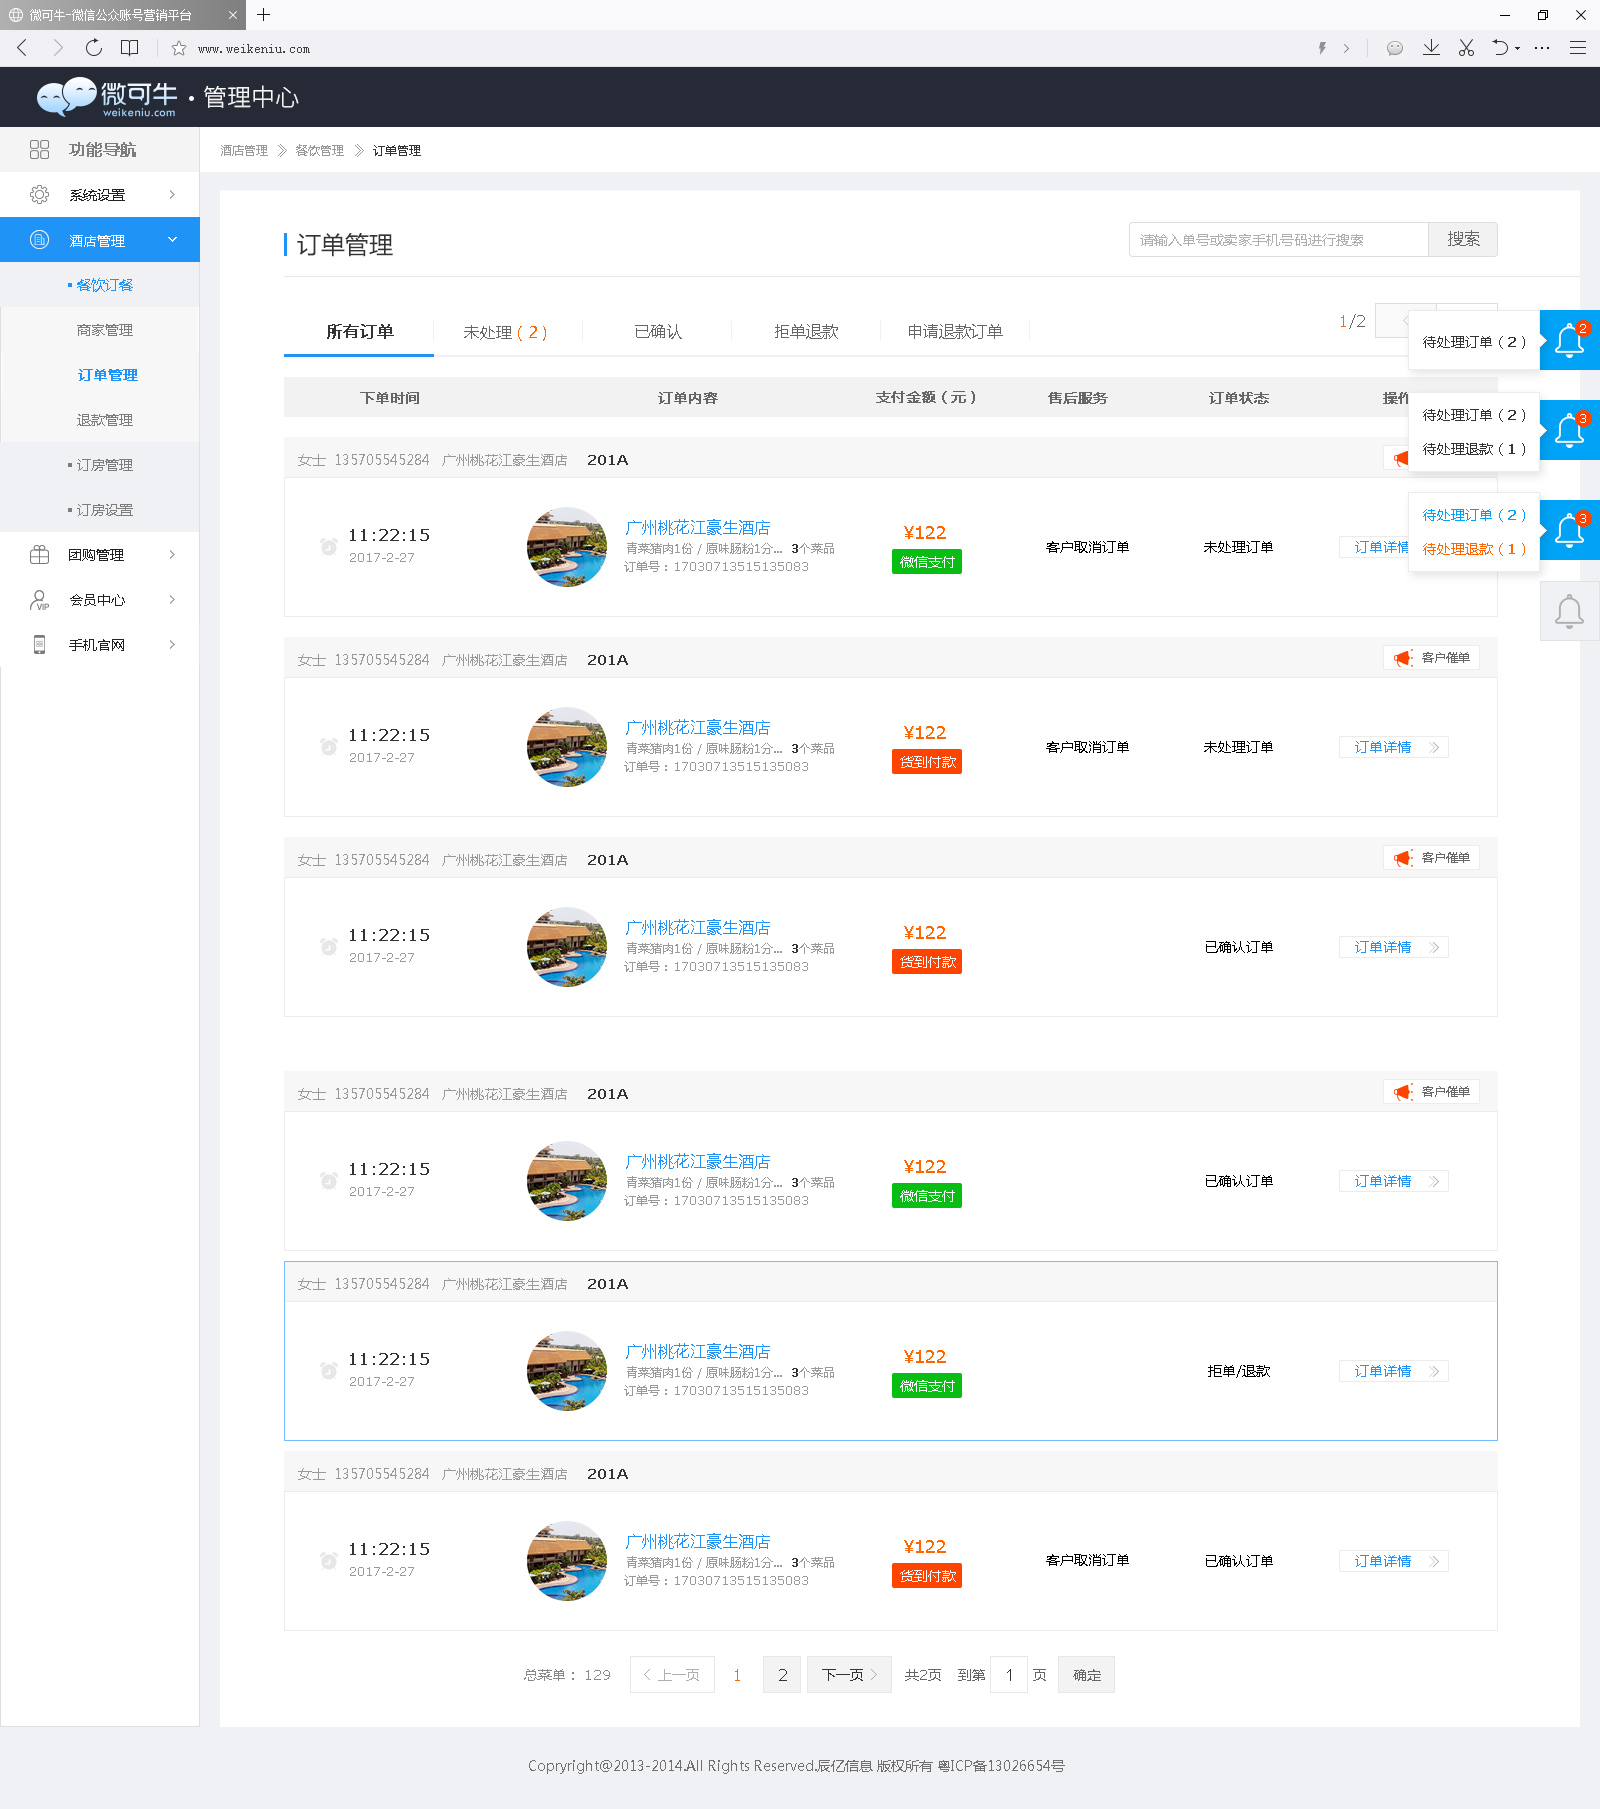 微可牛-微信公众账号营销平台
www.weikeniu.com
微可牛 · 管理中心
weikeniu.com
功能导航
酒店管理 餐饮管理 订单管理
系统设置
酒店管理
餐饮订餐
商家管理
订单管理
退款管理
订房管理
订房设置
团购管理
会员中心
VIP
手机官网
订单管理
请输入单号或卖家手机号码进行搜索 搜索
所有订单 未处理（2） 已确认 拒单退款 申请退款订单 1/2
待处理订单（2） 2
下单时间 订单内容 支付金额（元） 售后服务 订单状态 操作
待处理订单（2） 3
待处理退款（1）
女士 135705545284 广州桃花江豪生酒店 201A
待处理订单（2） 3
待处理退款（1）
11:22:15
2017-2-27
广州桃花江豪生酒店
青菜猪肉1份 / 原味肠粉1分... 3个菜品
订单号：17030713515135083
¥122
微信支付
客户取消订单 未处理订单 订单详情
女士 135705545284 广州桃花江豪生酒店 201A 客户催单
11:22:15
2017-2-27
广州桃花江豪生酒店
青菜猪肉1份 / 原味肠粉1分... 3个菜品
订单号：17030713515135083
¥122
货到付款
客户取消订单 未处理订单 订单详情
女士 135705545284 广州桃花江豪生酒店 201A 客户催单
11:22:15
2017-2-27
广州桃花江豪生酒店
青菜猪肉1份 / 原味肠粉1分... 3个菜品
订单号：17030713515135083
¥122
货到付款
已确认订单 订单详情
女士 135705545284 广州桃花江豪生酒店 201A 客户催单
11:22:15
2017-2-27
广州桃花江豪生酒店
青菜猪肉1份 / 原味肠粉1分... 3个菜品
订单号：17030713515135083
¥122
微信支付
已确认订单 订单详情
女士 135705545284 广州桃花江豪生酒店 201A
11:22:15
2017-2-27
广州桃花江豪生酒店
青菜猪肉1份 / 原味肠粉1分... 3个菜品
订单号：17030713515135083
¥122
微信支付
拒单/退款 订单详情
女士 135705545284 广州桃花江豪生酒店 201A
11:22:15
2017-2-27
广州桃花江豪生酒店
青菜猪肉1份 / 原味肠粉1分... 3个菜品
订单号：17030713515135083
¥122
货到付款
客户取消订单 已确认订单 订单详情
总菜单： 129 上一页 1 2 下一页 共2页 到第 1 页 确定
Copryright@2013-2014.All Rights Reserved.辰亿信息 版权所有 粤ICP备13026654号